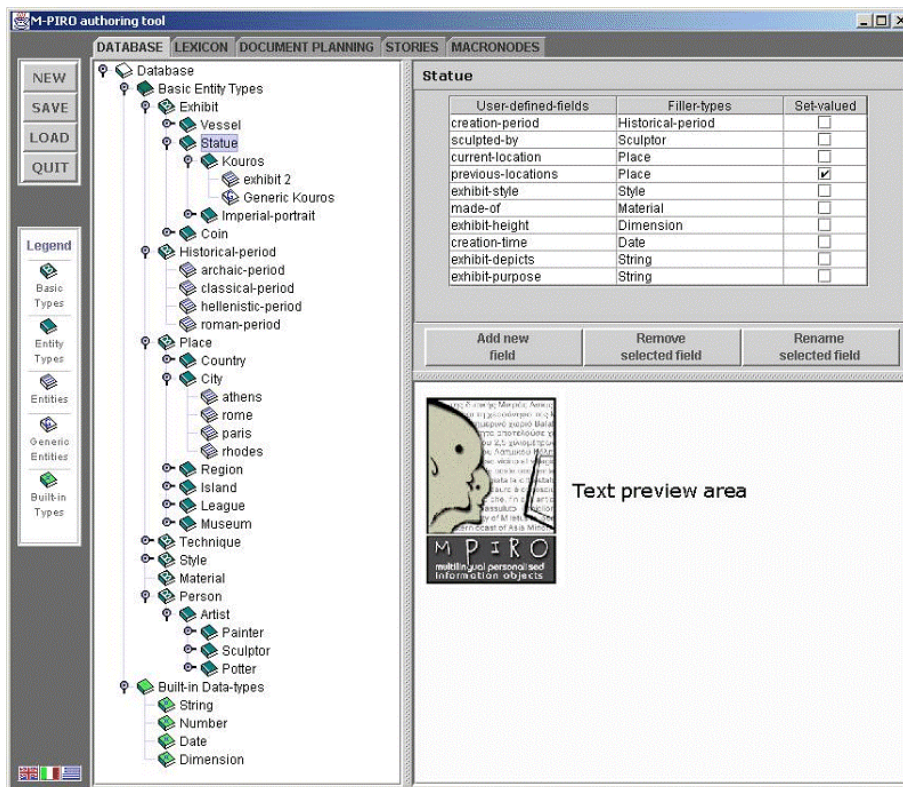 M-PIRO authoring tool
DATABASE LEXICON DOCUMENT PLANNING STORIES MACRONODES
NEW
SAVE
LOAD
QUIT
Legend
Basic
Types
Entity
Types
Entities
Generic
Entities
Built-in
Types
Database
Basic Entity Types
Exhibit
Vessel
Statue
Kouros
exhibit 2
Generic Kouros
Imperial-portrait
Coin
Historical-period
archaic-period
classical-period
hellenistic-period
roman-period
Place
Country
City
athens
rome
paris
rhodes
Region
Island
League
Museum
Technique
Style
Material
Person
Artist
Painter
Sculptor
Potter
Built-in Data-types
String
Number
Date
Dimension
Statue
User-defined-fields Filler-types Set-valued
creation-period Historical-period
sculpted-by Sculptor
current-location Place
previous-locations Place
exhibit-style Style
made-of Material
exhibit-height Dimension
creation-time Date
exhibit-depicts String
exhibit-purpose String
Add new
field
Remove
selected field
Rename
selected field
M PIRO
multilingual personalised
information objects
Text preview area